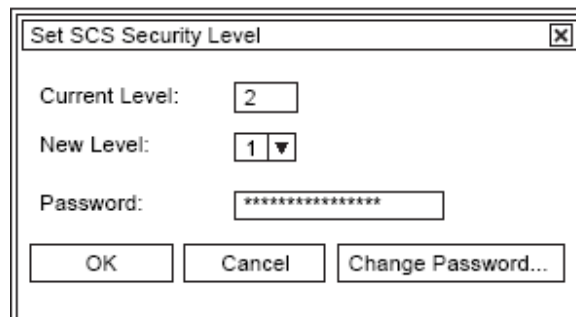 Set SCS Security Level
Current Level: 2
New Level: 1
Password: ****************
OK Cancel Change Password...